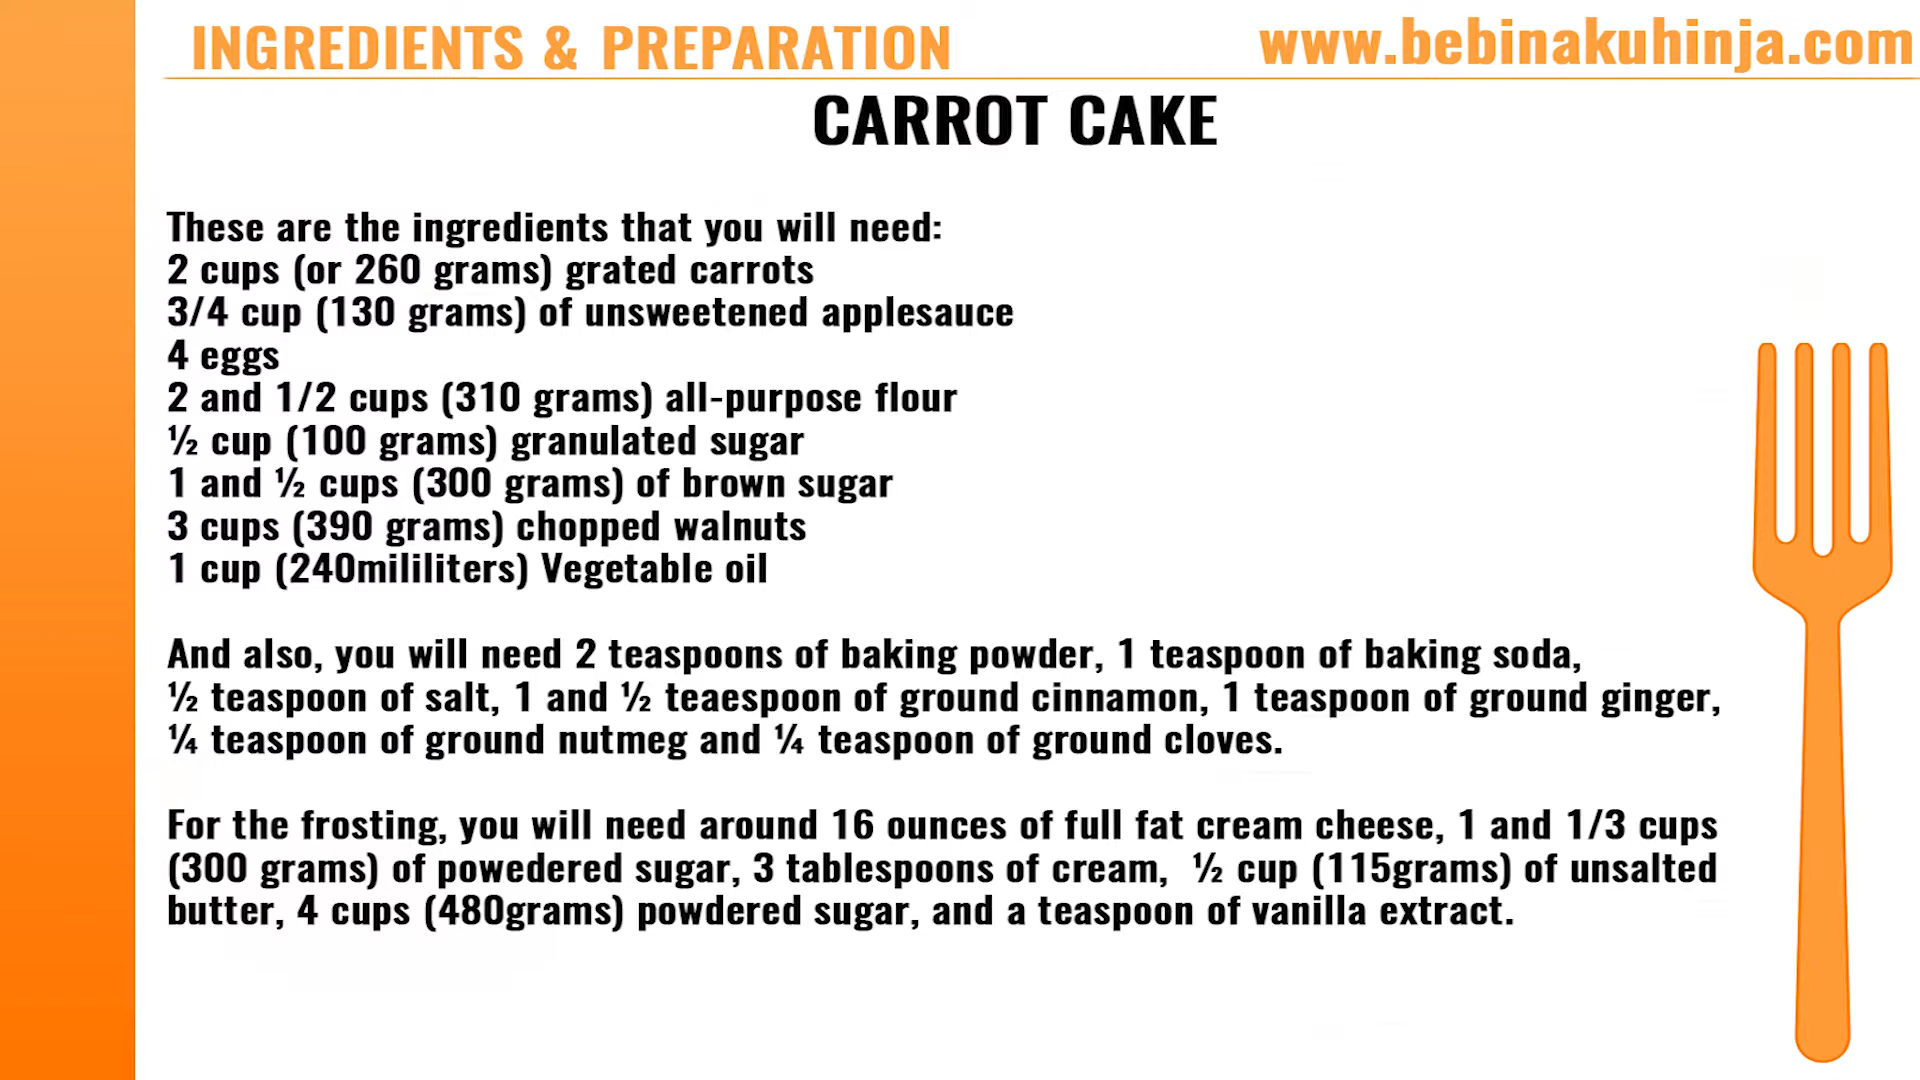 INGREDIENTS & PREPARATION
www.bebinakuhinja.com
CARROT CAKE
These are the ingredients that you will need:
2 cups (or 260 grams) grated carrots
3/4 cup (130 grams) of unsweetened applesauce
4 eggs
2 and 1/2 cups (310 grams) all-purpose flour
½ cup (100 grams) granulated sugar
1 and ½ cups (300 grams) of brown sugar
3 cups (390 grams) chopped walnuts
1 cup (240mililiters) Vegetable oil
And also, you will need 2 teaspoons of baking powder, 1 teaspoon of baking soda,
½ teaspoon of salt, 1 and ½ teaespoon of ground cinnamon, 1 teaspoon of ground ginger,
¼ teaspoon of ground nutmeg and ¼ teaspoon of ground cloves.
For the frosting, you will need around 16 ounces of full fat cream cheese, 1 and 1/3 cups
(300 grams) of powedered sugar, 3 tablespoons of cream, ½ cup (115grams) of unsalted
butter, 4 cups (480grams) powdered sugar, and a teaspoon of vanilla extract.